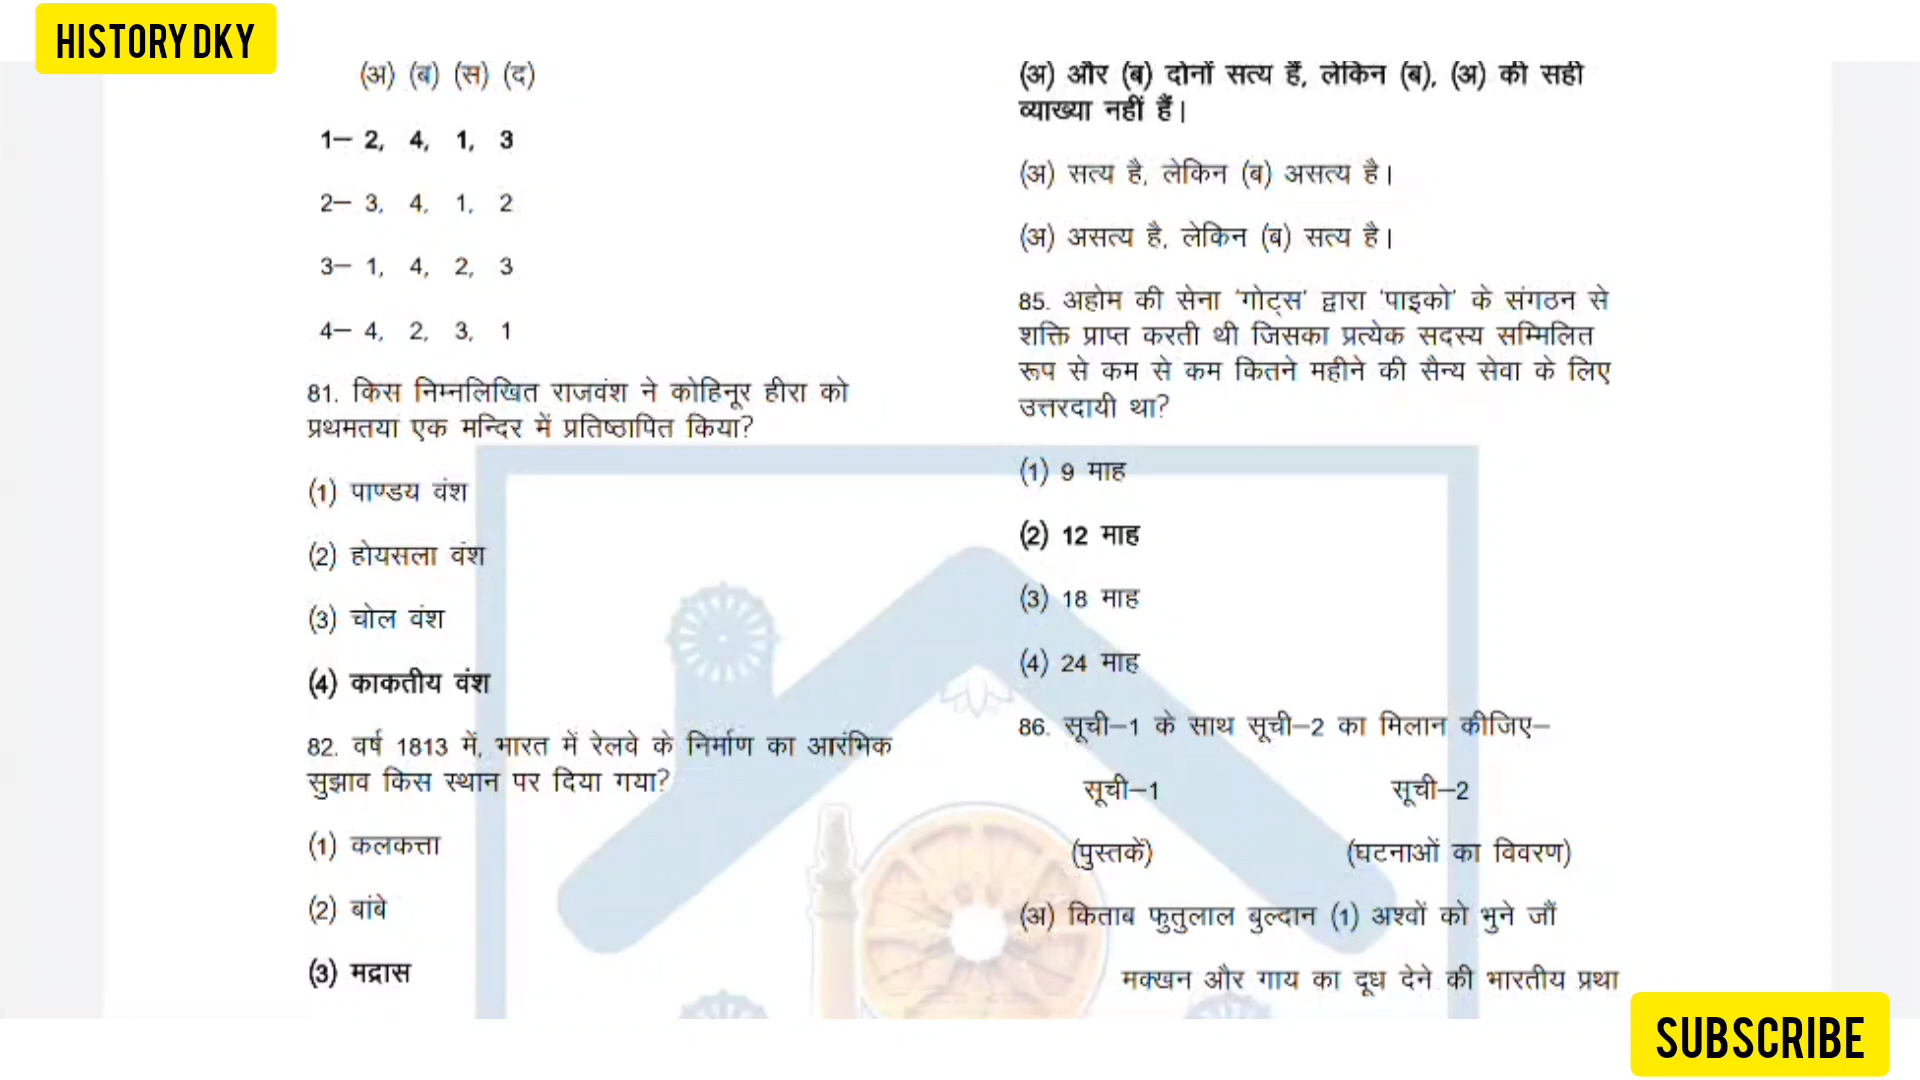 HISTORY DKY
(अ) (ब) (स) (द)
1– 2, 4, 1, 3
2– 3, 4, 1, 2
3– 1, 4, 2, 3
4– 4, 2, 3, 1
81. किस निम्नलिखित राजवंश ने कोहिनूर हीरा को
प्रथमतया एक मन्दिर में प्रतिष्ठापित किया?
(1) पाण्डय वंश
(2) होयसला वंश
(3) चोल वंश
(4) काकतीय वंश
82. वर्ष 1813 में, भारत में रेलवे के निर्माण का आरंभिक
सुझाव किस स्थान पर दिया गया?
(1) कलकत्ता
(2) बांबे
(3) मद्रास
(अ) और (ब) दोनों सत्य हैं, लेकिन (ब), (अ) की सही
व्याख्या नहीं हैं।
(अ) सत्य है, लेकिन (ब) असत्य है।
(अ) असत्य है, लेकिन (ब) सत्य है।
85. अहोम की सेना 'गोट्स' द्वारा 'पाइको' के संगठन से
शक्ति प्राप्त करती थी जिसका प्रत्येक सदस्य सम्मिलित
रूप से कम से कम कितने महीने की सैन्य सेवा के लिए
उत्तरदायी था?
(1) 9 माह
(2) 12 माह
(3) 18 माह
(4) 24 माह
86. सूची–1 के साथ सूची–2 का मिलान कीजिए–
सूची–1 सूची–2
(पुस्तकें) (घटनाओं का विवरण)
(अ) किताब फुतुलाल बुल्दान (1) अश्वों को भुने जौं
मक्खन और गाय का दूध देने की भारतीय प्रथा
SUBSCRIBE